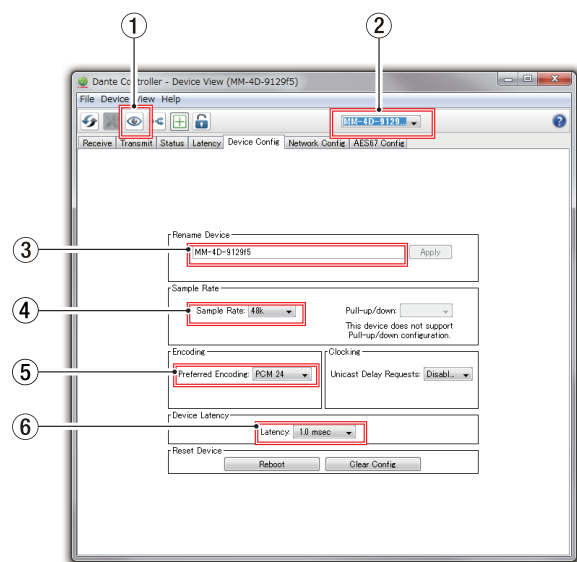 ① ②
Dante Controller - Device View (MM-4D-9129f5)
File Device View Help
MM-4D-9129...
Receive Transmit Status Latency Device Config Network Config AES67 Config
③ ④ ⑤ ⑥
Rename Device
MM-4D-9129f5 Apply
Sample Rate
Sample Rate: 48k Pull-up/down:
This device does not support
Pull-up/down configuration.
Encoding Clocking
Preferred Encoding: PCM 24 Unicast Delay Requests: Disabl...
Device Latency
Latency: 1.0 msec
Reset Device
Reboot Clear Config